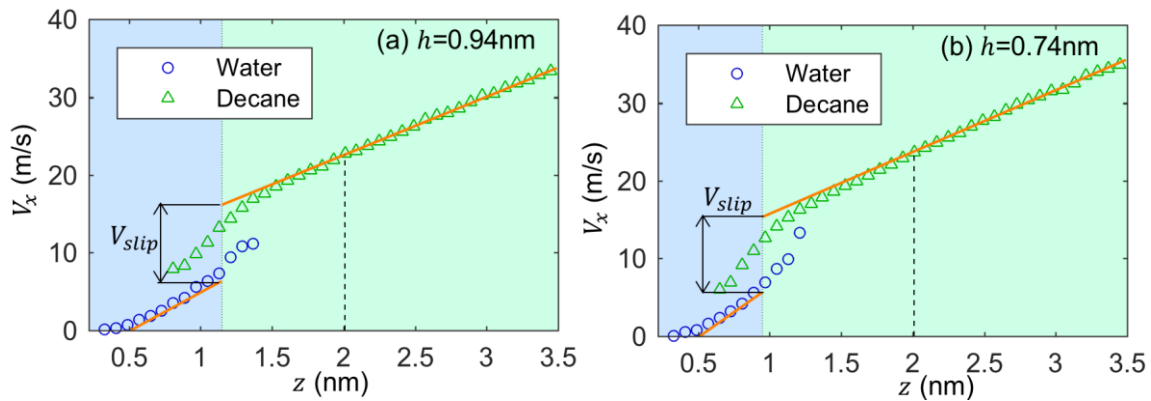 (a) h=0.94nm
Water
Decane
V_slip
V_x (m/s)
0
10
20
30
40
0.5
1
1.5
2
2.5
3
3.5
z (nm)
(b) h=0.74nm
Water
Decane
V_slip
V_x (m/s)
0
10
20
30
40
0.5
1
1.5
2
2.5
3
3.5
z (nm)